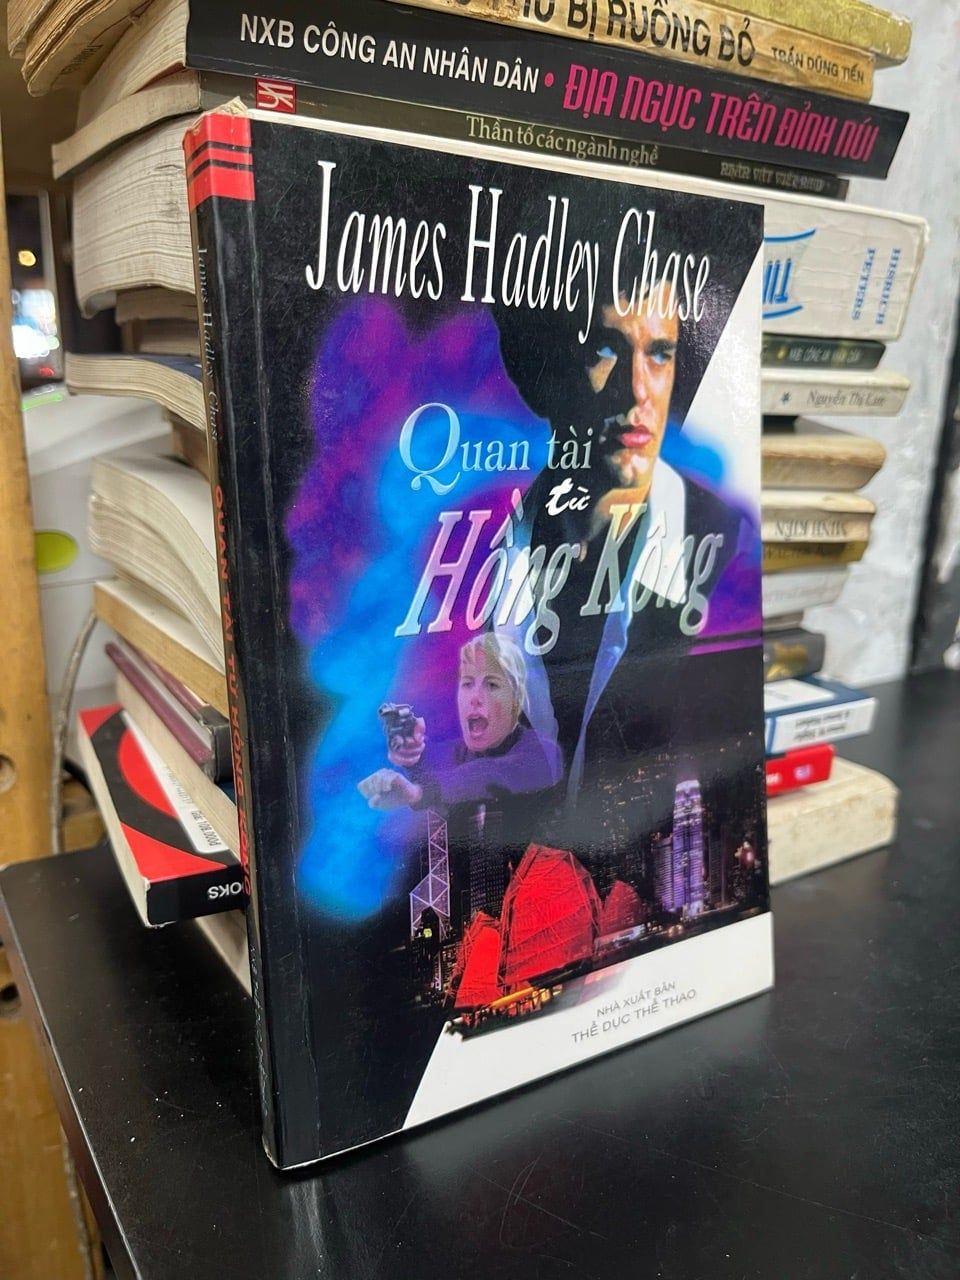 BỊ RUỒNG BỎ
TRẦN DŨNG TIẾN
NXB CÔNG AN NHÂN DÂN • ĐỊA NGỤC TRÊN ĐỈNH NÚI
Thần tổ các ngành nghề
James Hadley Chase
Quan tài
từ
Hồng Kông
NHÀ XUẤT BẢN
THỂ DỤC THỂ THAO
James Hadley Chase
QUAN TÀI TỪ HỒNG KÔNG
HINRICH
PETERS
Nguyễn Thị Lan